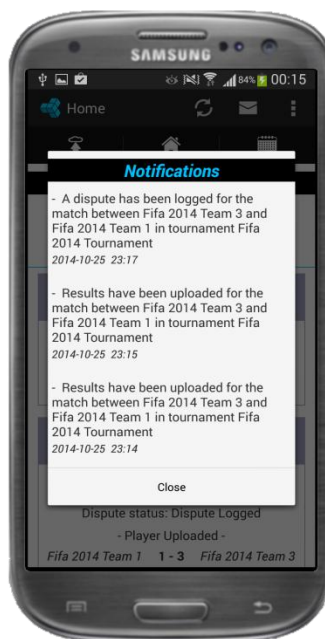 SAMSUNG
84% 00:15
Home
Notifications
- A dispute has been logged for the
match between Fifa 2014 Team 3 and
Fifa 2014 Team 1 in tournament Fifa
2014 Tournament
2014-10-25 23:17
- Results have been uploaded for the
match between Fifa 2014 Team 3 and
Fifa 2014 Team 1 in tournament Fifa
2014 Tournament
2014-10-25 23:15
- Results have been uploaded for the
match between Fifa 2014 Team 3 and
Fifa 2014 Team 1 in tournament Fifa
2014 Tournament
2014-10-25 23:14
Close
Dispute status: Dispute Logged
- Player Uploaded -
Fifa 2014 Team 1 1 - 3 Fifa 2014 Team 3